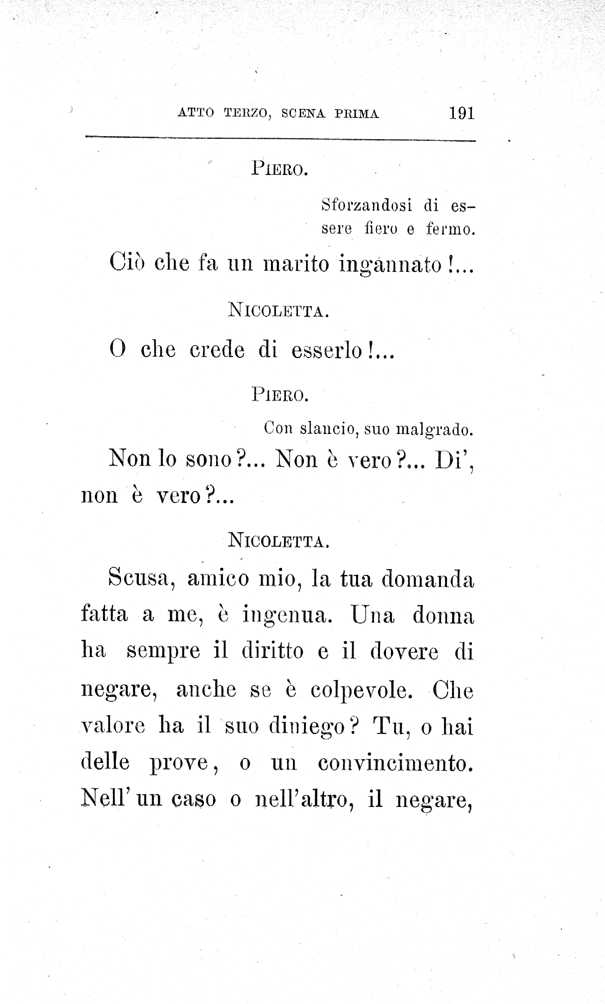 ATTO TERZO, SCENA PRIMA 191
PIERO.
Sforzandosi di es-
sere fiero e fermo.
Ciò che fa un marito ingannato!...
NICOLETTA.
O che crede di esserlo!...
PIERO.
Con slancio, suo malgrado.
Non lo sono?... Non è vero?... Di',
non è vero?...
NICOLETTA.
Scusa, amico mio, la tua domanda
fatta a me, è ingenua. Una donna
ha sempre il diritto e il dovere di
negare, anche se è colpevole. Che
valore ha il suo diniego? Tu, o hai
delle prove, o un convincimento.
Nell' un caso o nell'altro, il negare,